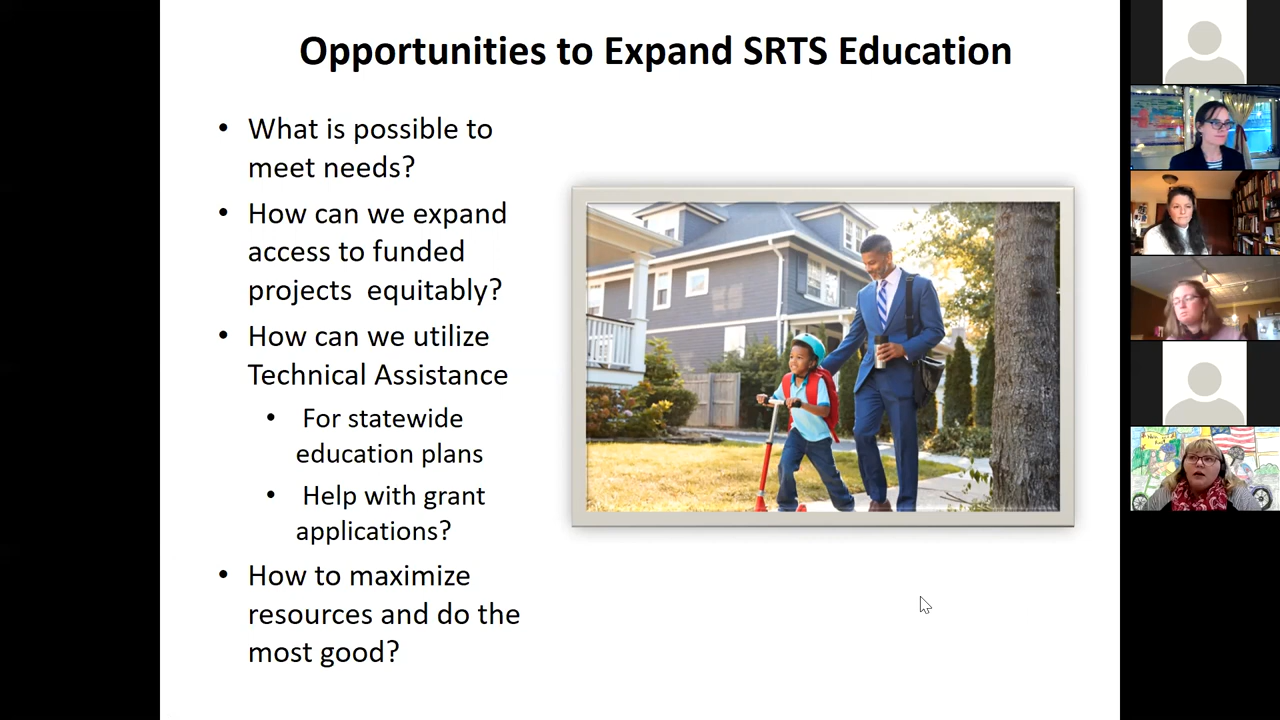 Opportunities to Expand SRTS Education
• What is possible to
meet needs?
• How can we expand
access to funded
projects  equitably?
• How can we utilize
Technical Assistance
• For statewide
education plans
• Help with grant
applications?
• How to maximize
resources and do the
most good?